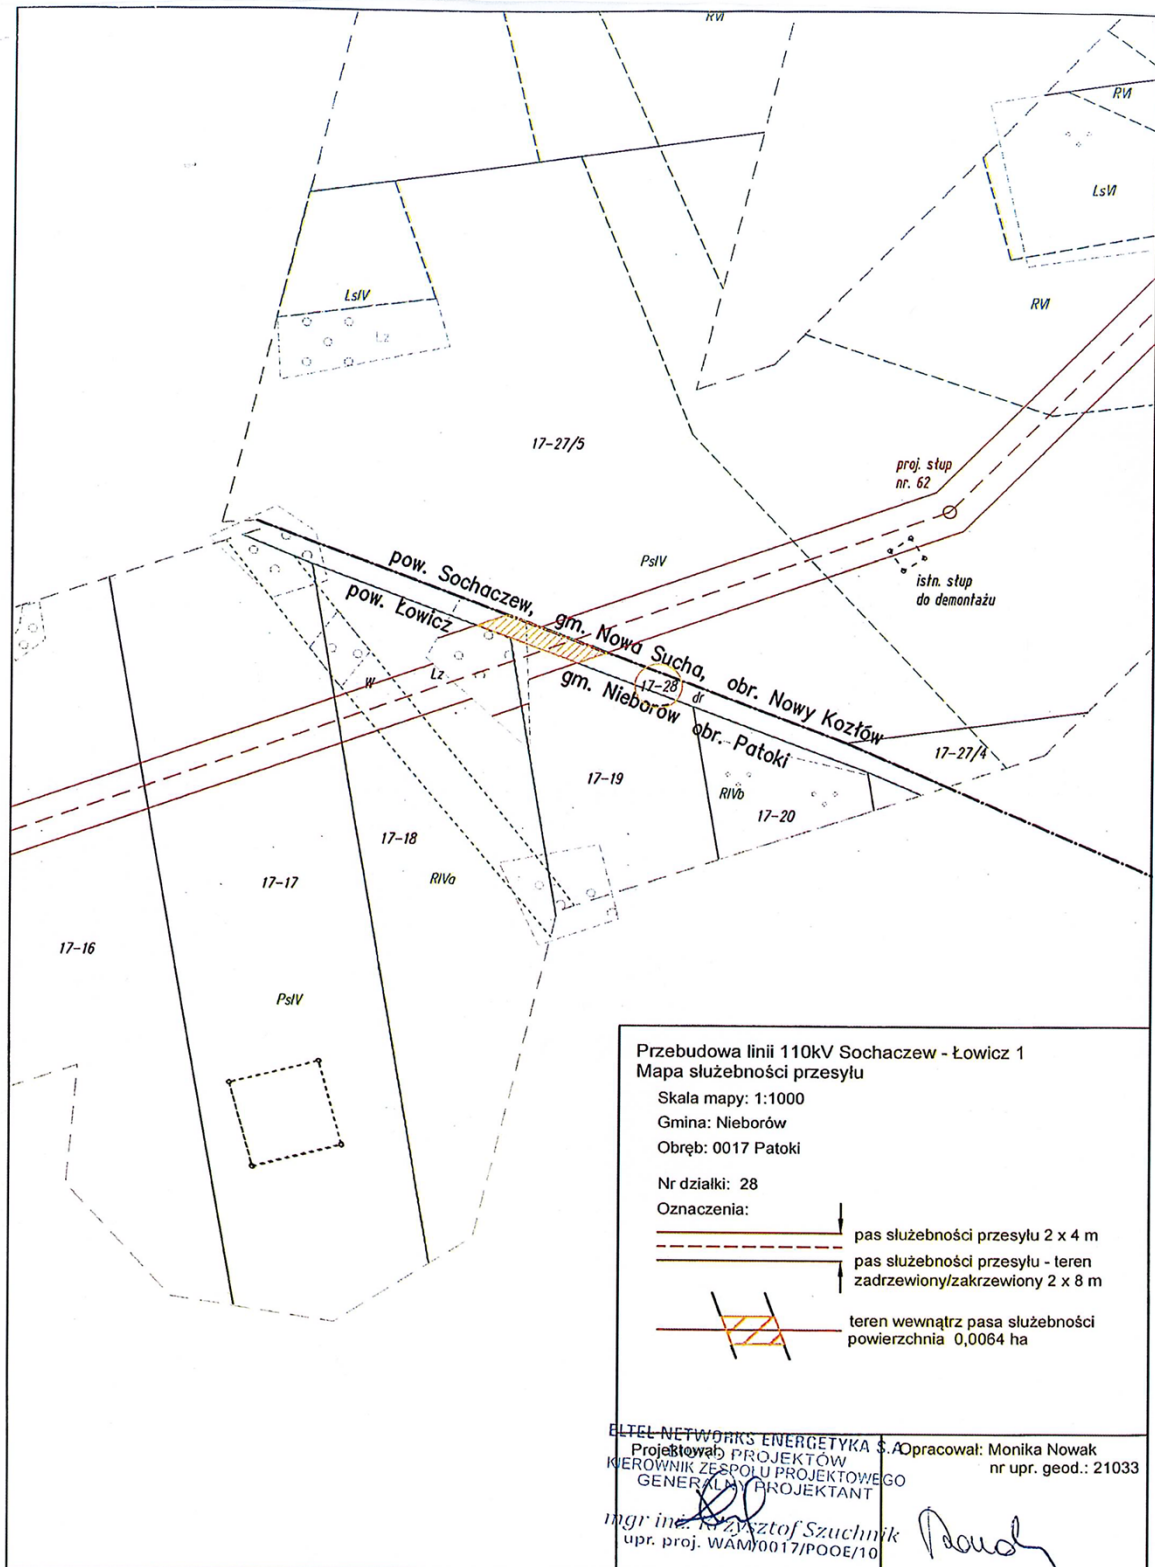 RVI
RVI
LsVI
LsIV
Lz
RVI
17-27/5
proj. słup
nr. 62
PsIV
istn. słup
do demontażu
pow. Sochaczew, gm. Nowa Sucha, obr. Nowy Kozłów
pow. Łowicz
gm. Nieborów obr. Patoki
W
Lz
17-28
dr
17-27/4
17-19
RIVb
17-20
17-18
RIVa
17-17
17-16
PsIV
Przebudowa linii 110kV Sochaczew - Łowicz 1
Mapa służebności przesyłu
Skala mapy: 1:1000
Gmina: Nieborów
Obręb: 0017 Patoki
Nr działki: 28
Oznaczenia:
pas służebności przesyłu 2 x 4 m
pas służebności przesyłu - teren
zadrzewiony/zakrzewiony 2 x 8 m
teren wewnątrz pasa służebności
powierzchnia 0,0064 ha
ELTEL NETWORKS ENERGETYKA S.A.
Projektował:
BIURO PROJEKTÓW
KIEROWNIK ZESPOŁU PROJEKTOWEGO
GENERALNY PROJEKTANT
mgr inż. Krzysztof Szuchnik
upr. proj. WAM/0017/POOE/10
Opracował: Monika Nowak
nr upr. geod.: 21033